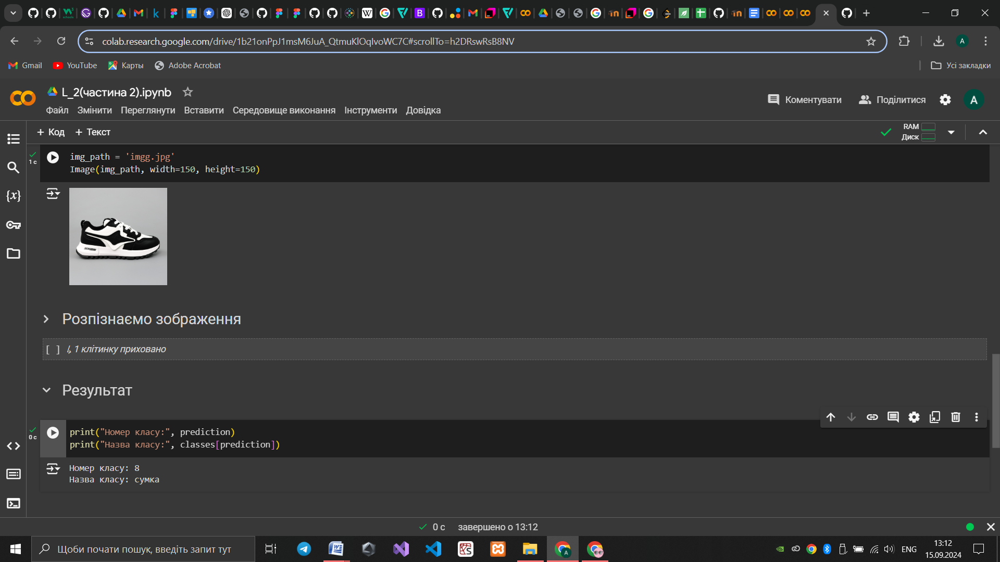 colab.research.google.com/drive/1b21onPpJ1msM6JuA_QtmuKlOqIvoWC7C#scrollTo=h2DRswRsB8NV
A
Gmail YouTube Карты Adobe Acrobat Усі закладки
L_2(частина 2).ipynb
Коментувати Поділитися A
Файл Змінити Переглянути Вставити Середовище виконання Інструменти Довідка
+ Код + Текст
RAM
Диск
1 с
img_path = 'imgg.jpg'
Image(img_path, width=150, height=150)
{x}
Розпізнаємо зображення
[ ] ↳ 1 клітинку приховано
Результат
0 с
print("Номер класу:", prediction)
print("Назва класу:", classes[prediction])
Номер класу: 8
Назва класу: сумка
0 с завершено о 13:12
Щоби почати пошук, введіть запит тут
ENG
13:12
15.09.2024